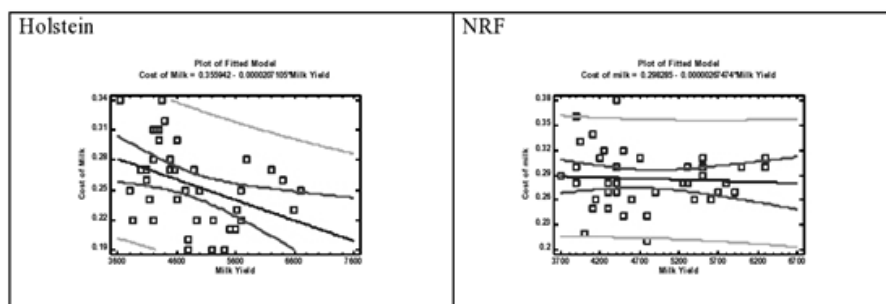 Holstein
Plot of Fitted Model
Cost of Milk = 0.355942 - 0.0000207105*Milk Yield
0.34
0.31
0.28
0.25
0.22
0.19
Cost of Milk
3600 4600 5600 6600 7600
Milk Yield
NRF
Plot of Fitted Model
Cost of milk = 0.298285 - 0.00000267474*Milk Yield
0.38
0.35
0.32
0.29
0.26
0.23
0.2
Cost of milk
3700 4200 4700 5200 5700 6200 6700
Milk Yield